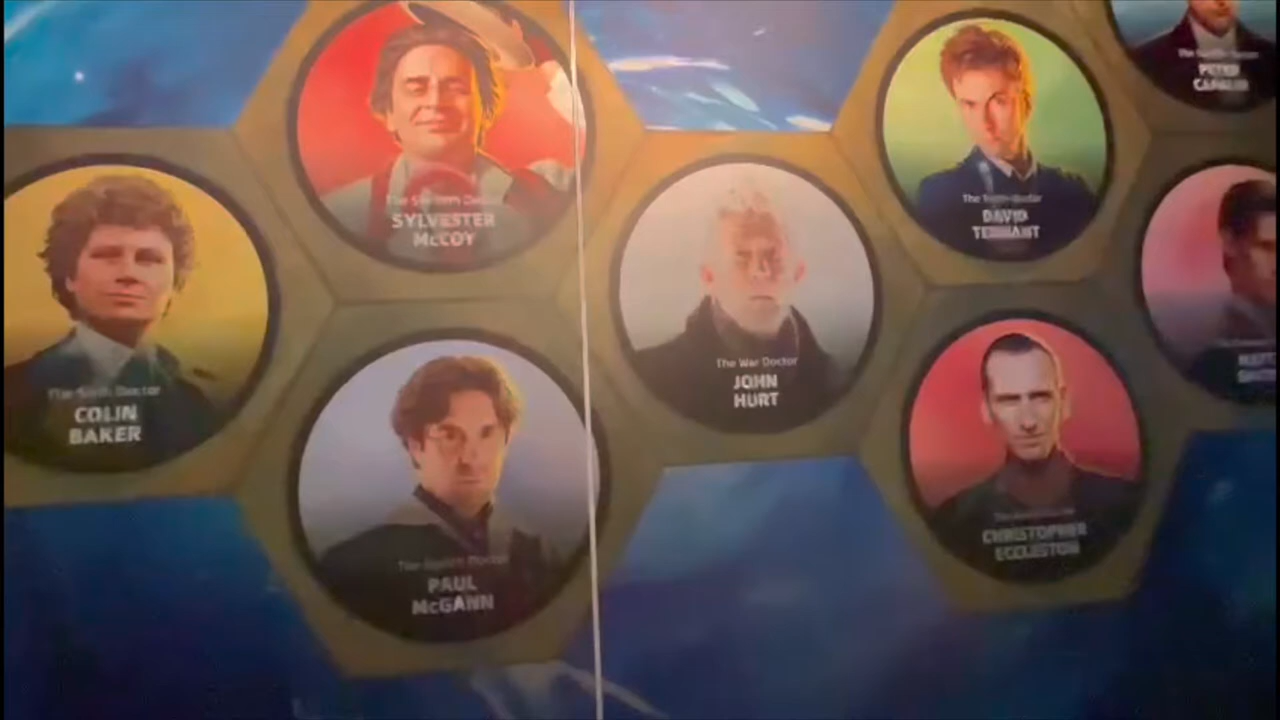 The Sixth Doctor
COLIN
BAKER
The Seventh Doctor
SYLVESTER
McCOY
The Eighth Doctor
PAUL
McGANN
The War Doctor
JOHN
HURT
CHRISTOPHER
ECCLESTON
The Tenth Doctor
DAVID
TENNANT
PETER
CAPALDI